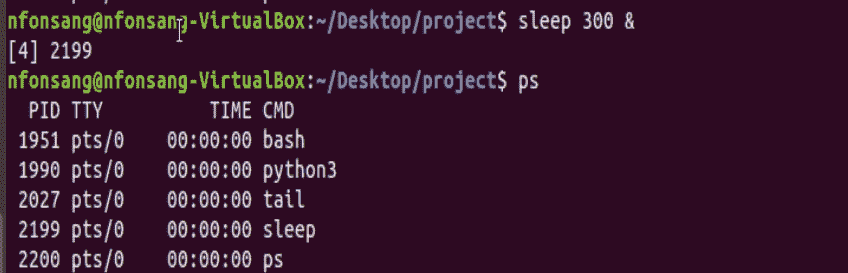 nfonsang@nfonsang-VirtualBox:~/Desktop/project$ sleep 300 &
[4] 2199
nfonsang@nfonsang-VirtualBox:~/Desktop/project$ ps
PID TTY TIME CMD
1951 pts/0 00:00:00 bash
1990 pts/0 00:00:00 python3
2027 pts/0 00:00:00 tail
2199 pts/0 00:00:00 sleep
2200 pts/0 00:00:00 ps